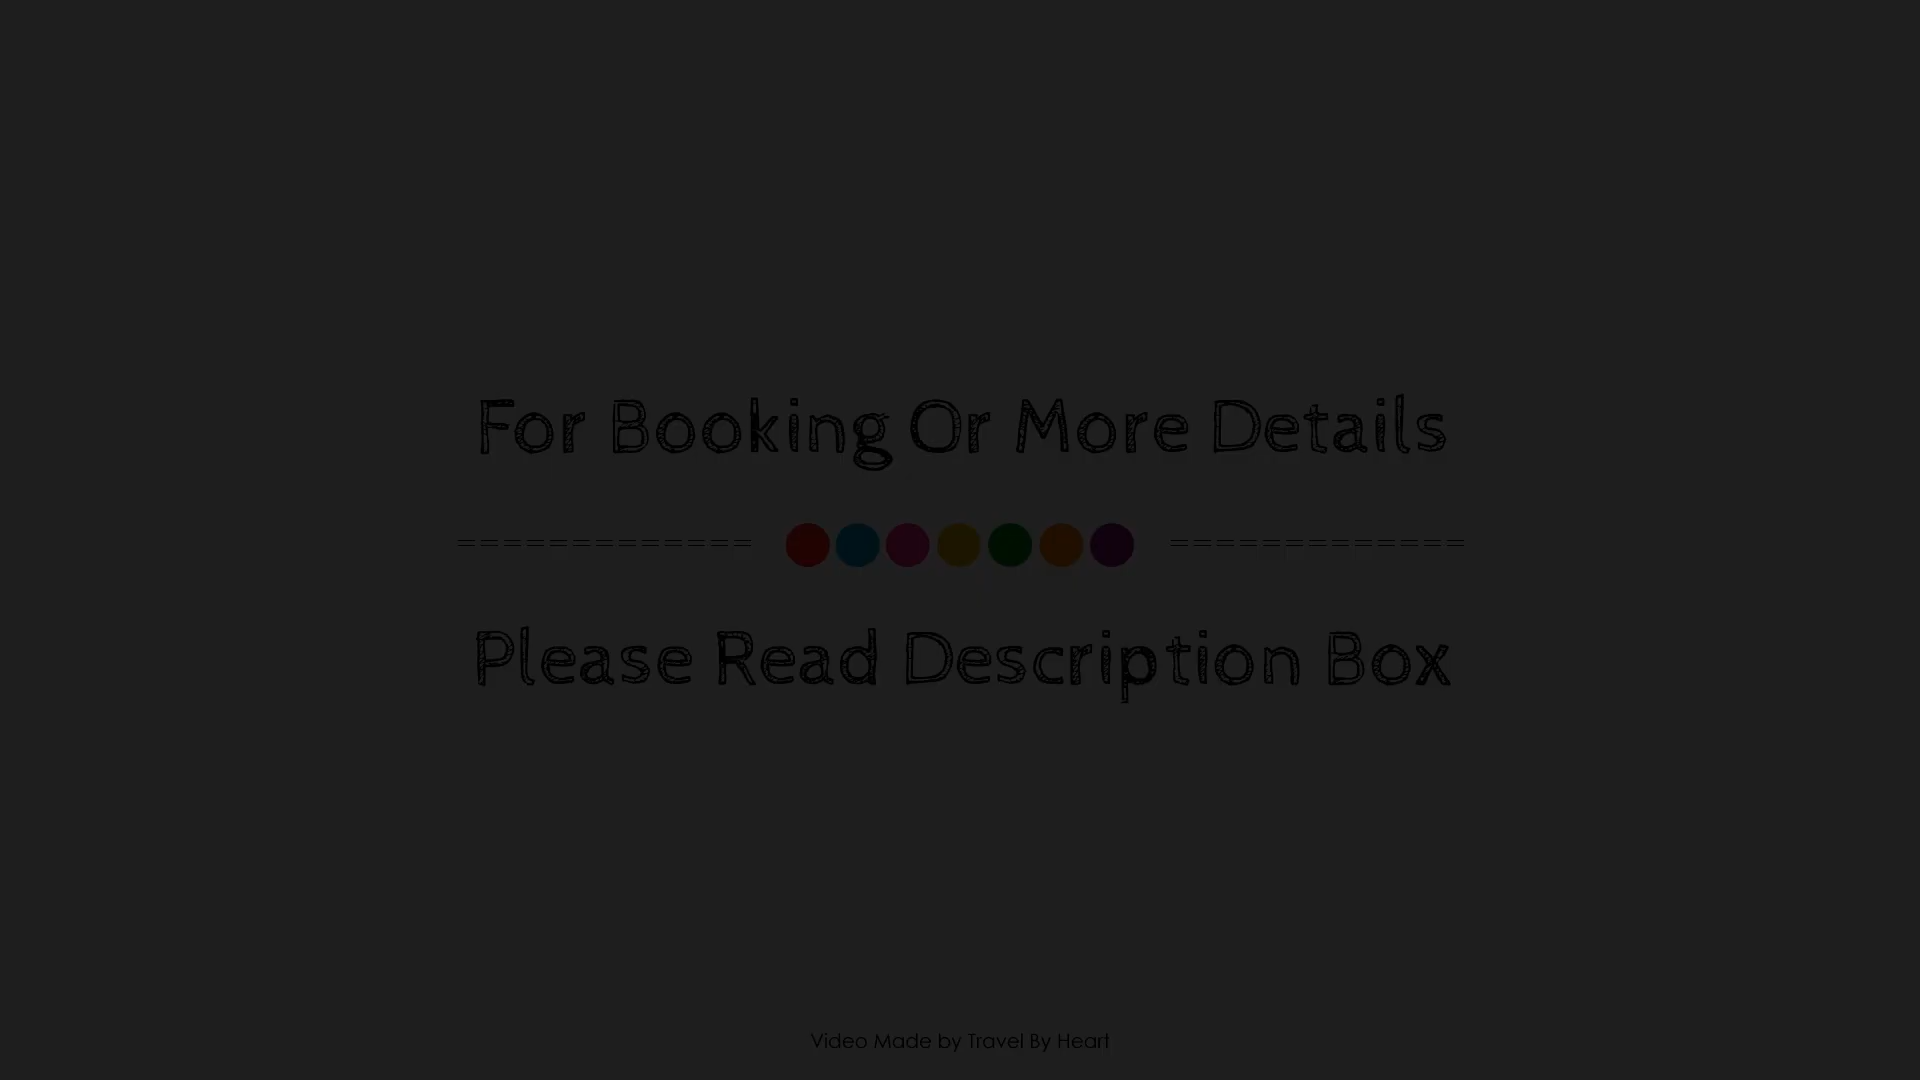 For Booking Or More Details
============= =============
Please Read Description Box
Video Made by Travel By Heart